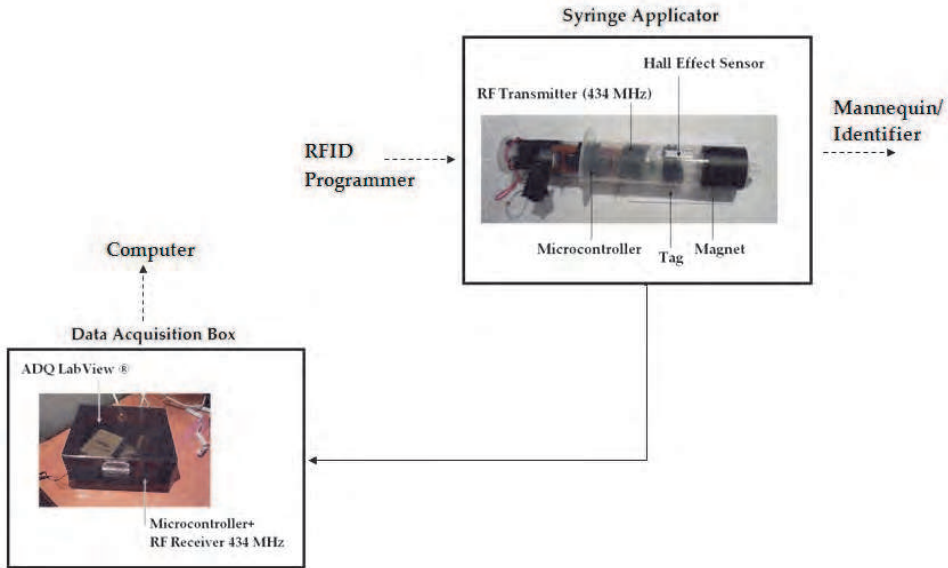 Syringe Applicator
Hall Effect Sensor
RF Transmitter (434 MHz)
Mannequin/
Identifier
RFID
Programmer
Microcontroller
Tag
Magnet
Computer
Data Acquisition Box
ADQ LabView ®
Microcontroller+
RF Receiver 434 MHz